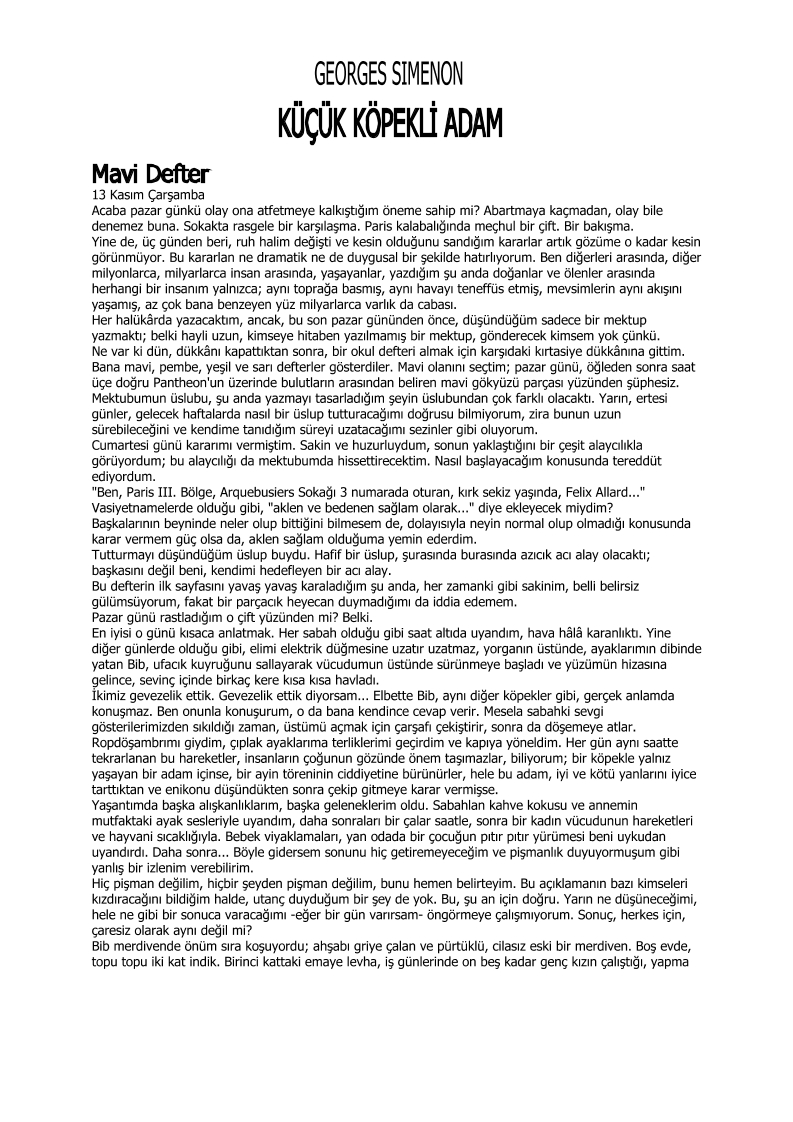 GEORGES SIMENON
KÜÇÜK KÖPEKLİ ADAM
Mavi Defter
13 Kasım Çarşamba
Acaba pazar günkü olay ona atfetmeye kalkıştığım öneme sahip mi? Abartmaya kaçmadan, olay bile
denemez buna. Sokakta rasgele bir karşılaşma. Paris kalabalığında meçhul bir çift. Bir bakışma.
Yine de, üç günden beri, ruh halim değişti ve kesin olduğunu sandığım kararlar artık gözüme o kadar kesin
görünmüyor. Bu kararları ne dramatik ne de duygusal bir şekilde hatırlıyorum. Ben diğerleri arasında, diğer
milyonlarca, milyarlarca insan arasında, yaşayanlar, yazdığım şu anda doğanlar ve ölenler arasında
herhangi bir insanım yalnızca; aynı toprağa basmış, aynı havayı teneffüs etmiş, mevsimlerin aynı akışını
yaşamış, az çok bana benzeyen yüz milyarlarca varlık da cabası.
Her halükârda yazacaktım, ancak, bu son pazar gününden önce, düşündüğüm sadece bir mektup
yazmaktı; belki hayli uzun, kimseye hitaben yazılmamış bir mektup, gönderecek kimsem yok çünkü.
Ne var ki dün, dükkânı kapattıktan sonra, bir okul defteri almak için karşıdaki kırtasiye dükkânına gittim.
Bana mavi, pembe, yeşil ve sarı defterler gösterdiler. Mavi olanını seçtim; pazar günü, öğleden sonra saat
üçe doğru Pantheon'un üzerinde bulutların arasından beliren mavi gökyüzü parçası yüzünden şüphesiz.
Mektubumun üslubu, şu anda yazmayı tasarladığım şeyin üslubundan çok farklı olacaktı. Yarın, ertesi
günler, gelecek haftalarda nasıl bir üslup tutturacağımı doğrusu bilmiyorum, zira bunun uzun
sürebileceğini ve kendime tanıdığım süreyi uzatacağımı sezinler gibi oluyorum.
Cumartesi günü kararımı vermiştim. Sakin ve huzurluydum, sonun yaklaştığını bir çeşit alaycılıkla
görüyordum; bu alaycılığı da mektubumda hissettirecektim. Nasıl başlayacağım konusunda tereddüt
ediyordum.
"Ben, Paris III. Bölge, Arquebusiers Sokağı 3 numarada oturan, kırk sekiz yaşında, Felix Allard..."
Vasiyetnamelerde olduğu gibi, "aklen ve bedenen sağlam olarak..." diye ekleyecek miydim?
Başkalarının beyninde neler olup bittiğini bilmesem de, dolayısıyla neyin normal olup olmadığı konusunda
karar vermem güç olsa da, aklen sağlam olduğuma yemin ederdim.
Tutturmayı düşündüğüm üslup buydu. Hafif bir üslup, şurasında burasında azıcık acı alay olacaktı;
başkasını değil beni, kendimi hedefleyen bir acı alay.
Bu defterin ilk sayfasını yavaş yavaş karaladığım şu anda, her zamanki gibi sakinim, belli belirsiz
gülümsüyorum, fakat bir parçacık heyecan duymadığımı da iddia edemem.
Pazar günü rastladığım o çift yüzünden mi? Belki.
En iyisi o günü kısaca anlatmak. Her sabah olduğu gibi saat altıda uyandım, hava hâlâ karanlıktı. Yine
diğer günlerde olduğu gibi, elimi elektrik düğmesine uzatır uzatmaz, yorganın üstünde, ayaklarımın dibinde
yatan Bib, ufacık kuyruğunu sallayarak vücudumun üstünde sürünmeye başladı ve yüzümün hizasına
gelince, sevinç içinde birkaç kere kısa kısa havladı.
İkimiz gevezelik ettik. Gevezelik ettik diyorsam... Elbette Bib, aynı diğer köpekler gibi, gerçek anlamda
konuşmaz. Ben onunla konuşurum, o da bana kendince cevap verir. Mesela sabahki sevgi
gösterilerimizden sıkıldığı zaman, üstümü açmak için çarşafı çekiştirir, sonra da döşemeye atlar.
Ropdöşambrımı giydim, çıplak ayaklarıma terliklerimi geçirdim ve kapıya yöneldim. Her gün aynı saatte
tekrarlanan bu hareketler, insanların çoğunun gözünde önem taşımazlar, biliyorum; bir köpekle yalnız
yaşayan bir adam içinse, bir ayin töreninin ciddiyetine bürünürler, hele bu adam, iyi ve kötü yanlarını iyice
tarttıktan ve enikonu düşündükten sonra çekip gitmeye karar vermişse.
Yaşantımda başka alışkanlıklarım, başka geleneklerim oldu. Sabahlan kahve kokusu ve annemin
mutfaktaki ayak sesleriyle uyandım, daha sonraları bir çalar saatle, sonra bir kadın vücudunun hareketleri
ve hayvani sıcaklığıyla. Bebek viyaklamaları, yan odada bir çocuğun pıtır pıtır yürümesi beni uykudan
uyandırdı. Daha sonra... Böyle gidersem sonunu hiç getiremeyeceğim ve pişmanlık duyuyormuşum gibi
yanlış bir izlenim verebilirim.
Hiç pişman değilim, hiçbir şeyden pişman değilim, bunu hemen belirteyim. Bu açıklamanın bazı kimseleri
kızdıracağını bildiğim halde, utanç duyduğum bir şey de yok. Bu, şu an için doğru. Yarın ne düşüneceğimi,
hele ne gibi bir sonuca varacağımı -eğer bir gün varırsam- öngörmeye çalışmıyorum. Sonuç, herkes için,
çaresiz olarak aynı değil mi?
Bib merdivende önüm sıra koşuyordu; ahşabı griye çalan ve pürtüklü, cilasız eski bir merdiven. Boş evde,
topu topu iki kat indik. Birinci kattaki emaye levha, iş günlerinde on beş kadar genç kızın çalıştığı, yapma